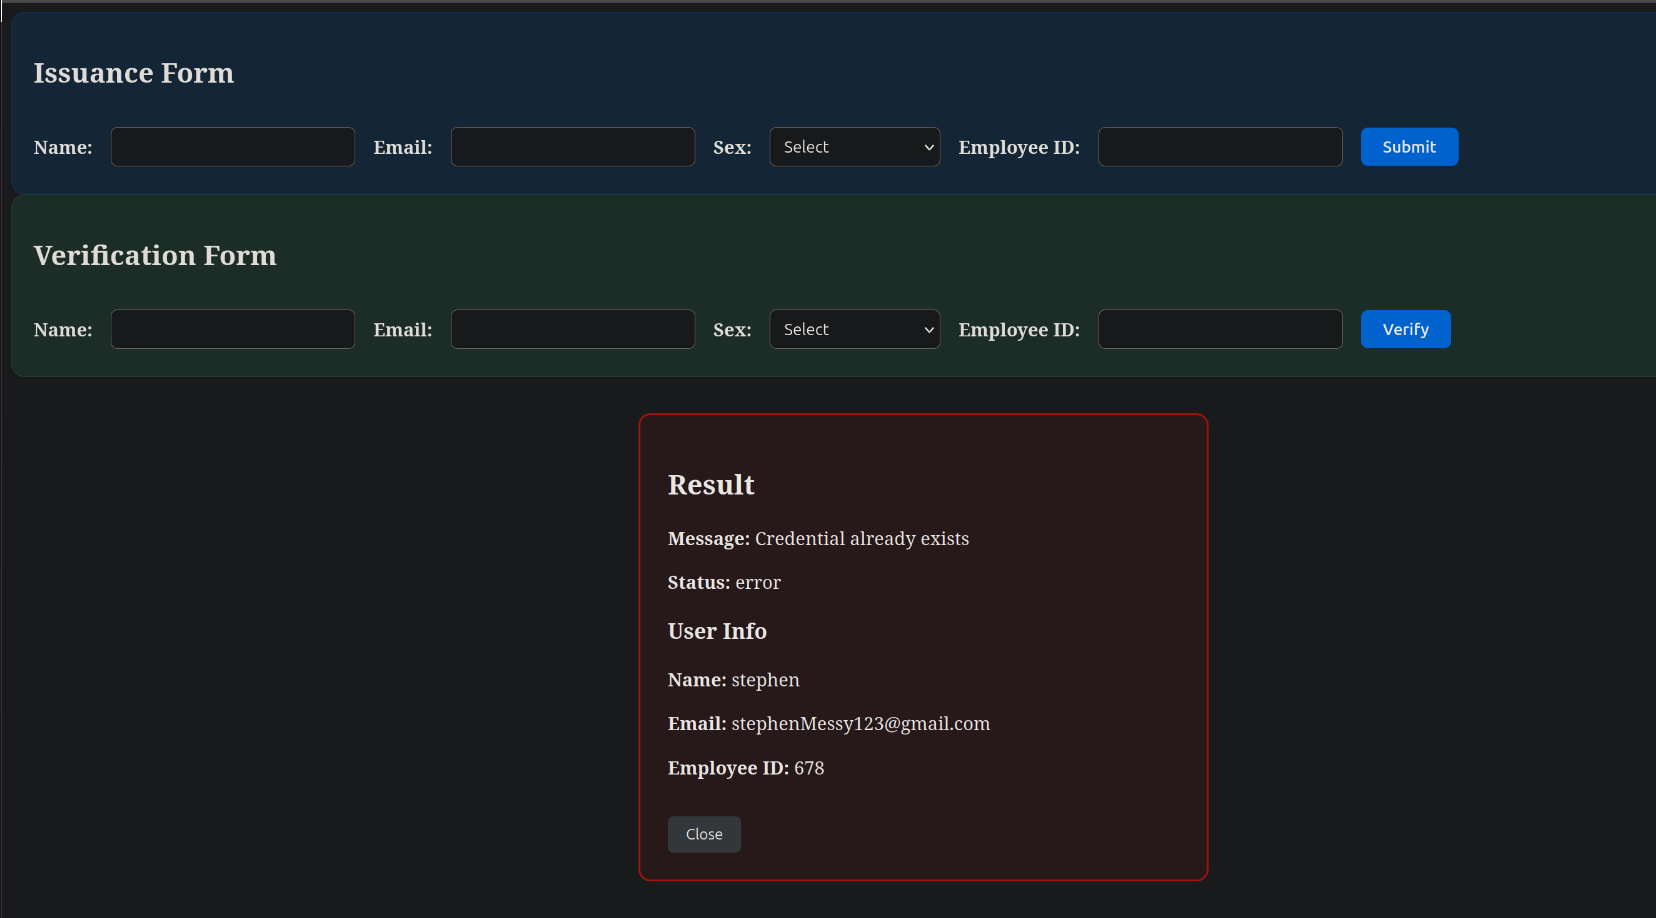 Issuance Form
Name: Email: Sex: Select Employee ID: Submit
Verification Form
Name: Email: Sex: Select Employee ID: Verify
Result
Message: Credential already exists
Status: error
User Info
Name: stephen
Email: stephenMessy123@gmail.com
Employee ID: 678
Close